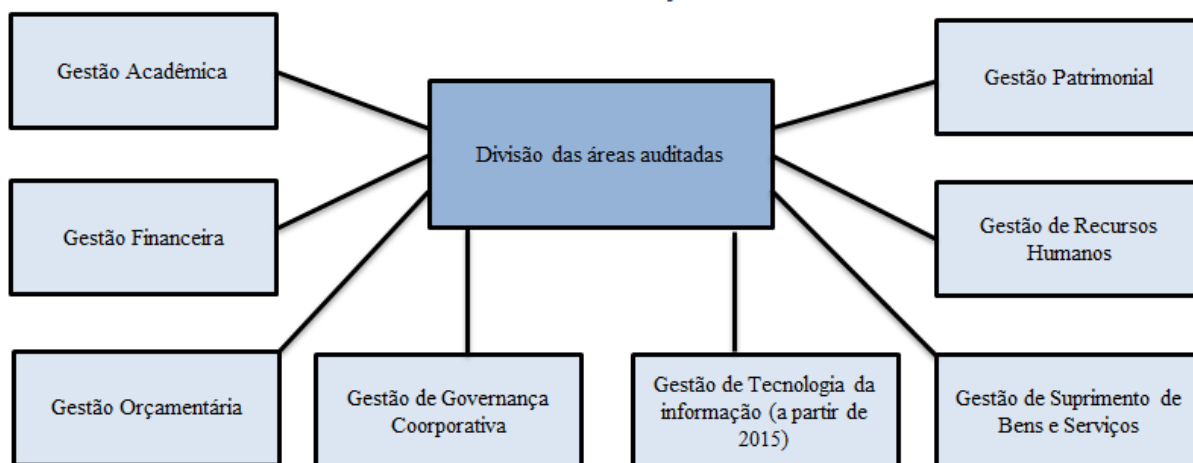 Gestão Acadêmica
Divisão das áreas auditadas
Gestão Patrimonial
Gestão Financeira
Gestão de Recursos
Humanos
Gestão Orçamentária
Gestão de Governança
Coorporativa
Gestão de Tecnologia da
informação (a partir de
2015)
Gestão de Suprimento de
Bens e Serviços